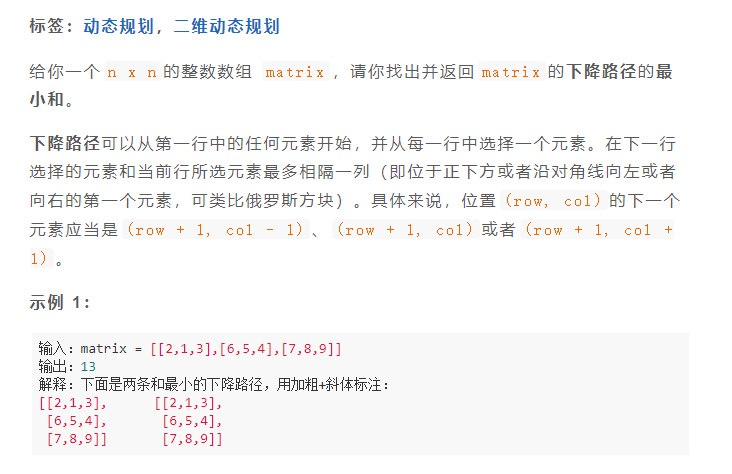 标签：动态规划，二维动态规划
给你一个 n x n 的整数数组 matrix ，请你找出并返回 matrix 的下降路径的最
小和。
下降路径可以从第一行中的任何元素开始，并从每一行中选择一个元素。在下一行
选择的元素和当前行所选元素最多相隔一列（即位于正下方或者沿对角线向左或者
向右的第一个元素，可类比俄罗斯方块）。具体来说，位置 (row, col) 的下一个
元素应当是 (row + 1, col - 1)、 (row + 1, col) 或者 (row + 1, col +
1) 。
示例 1：
输入：matrix = [[2,1,3],[6,5,4],[7,8,9]]
输出：13
解释：下面是两条和最小的下降路径，用加粗+斜体标注：
[[2,1,3],      [[2,1,3],
 [6,5,4],       [6,5,4],
 [7,8,9]]       [7,8,9]]